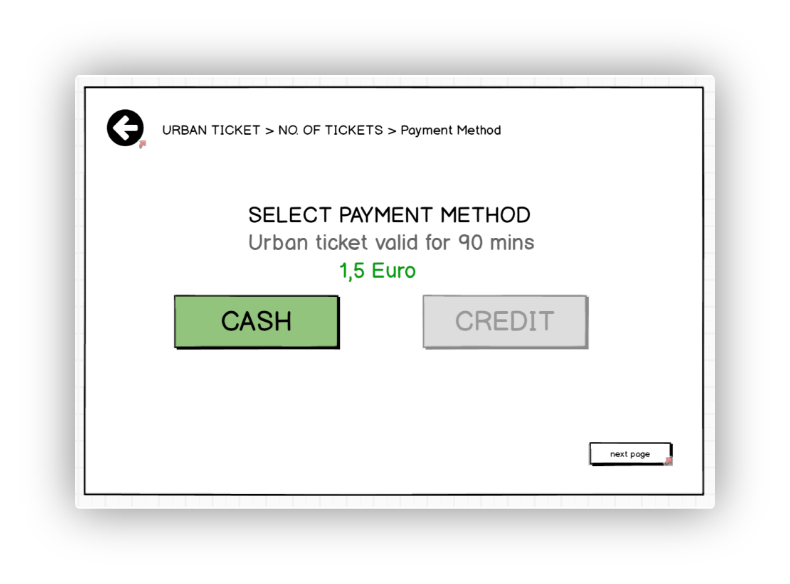 URBAN TICKET > NO. OF TICKETS > Payment Method
SELECT PAYMENT METHOD
Urban ticket valid for 90 mins
1,5 Euro
CASH
CREDIT
next page